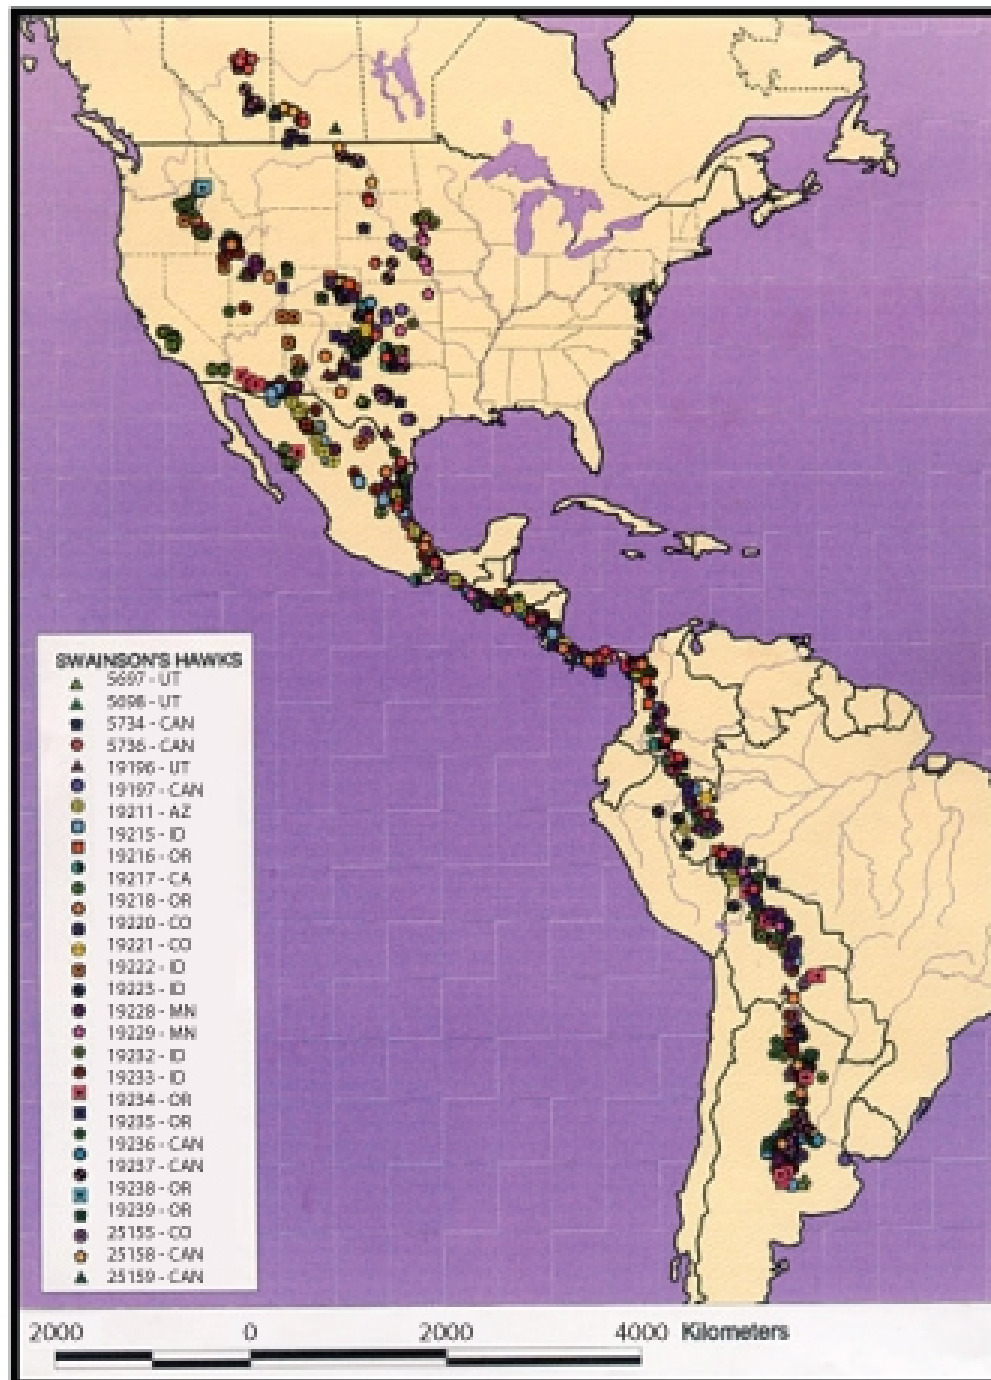 SWAINSON'S HAWKS
5697 - UT
5698 - UT
5734 - CAN
5736 - CAN
19196 - UT
19197 - CAN
19211 - AZ
19215 - ID
19216 - OR
19217 - CA
19218 - OR
19220 - CO
19221 - CO
19222 - ID
19223 - ID
19228 - MN
19229 - MN
19232 - ID
19233 - ID
19234 - OR
19235 - OR
19236 - CAN
19237 - CAN
19238 - OR
19239 - OR
25155 - CO
25158 - CAN
25159 - CAN
2000 0 2000 4000 Kilometers